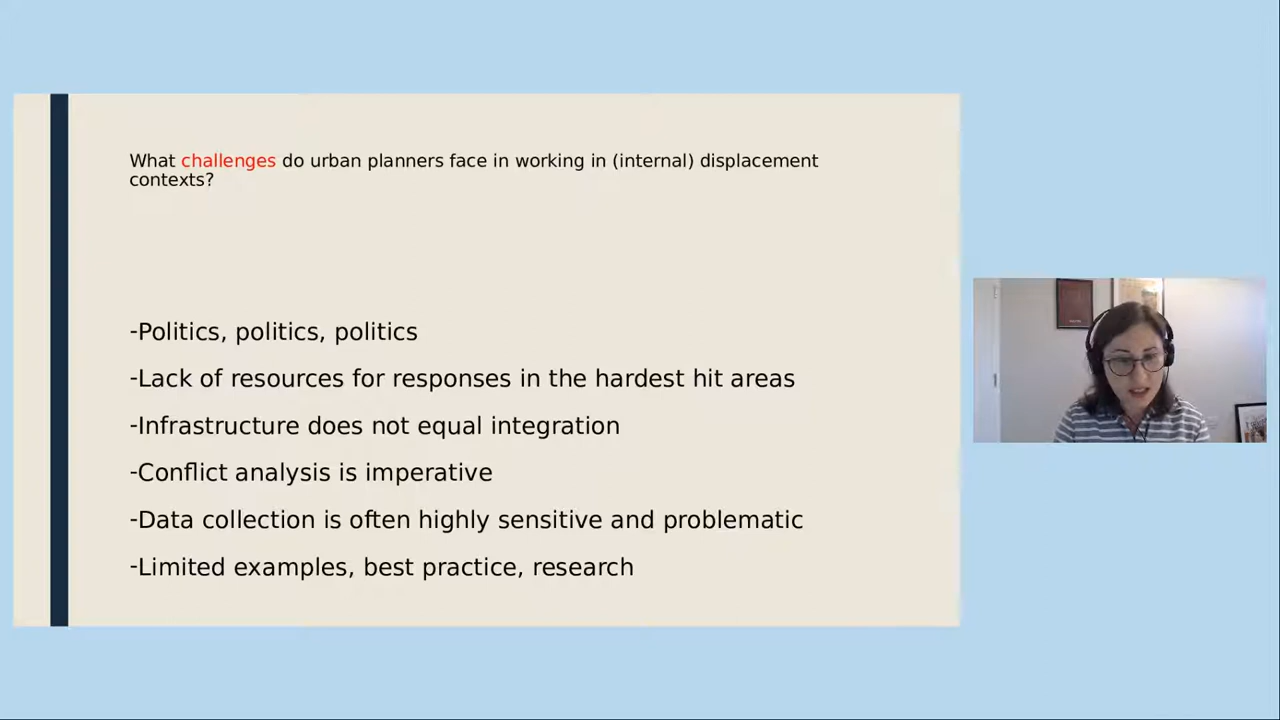 What challenges do urban planners face in working in (internal) displacement
contexts?
-Politics, politics, politics
-Lack of resources for responses in the hardest hit areas
-Infrastructure does not equal integration
-Conflict analysis is imperative
-Data collection is often highly sensitive and problematic
-Limited examples, best practice, research